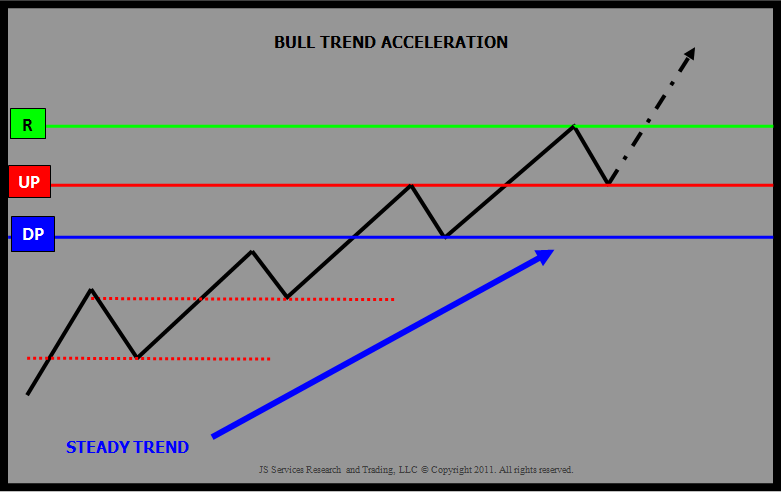 BULL TREND ACCELERATION
R
UP
DP
STEADY TREND
JS Services Research and Trading, LLC © Copyright 2011. All rights reserved.